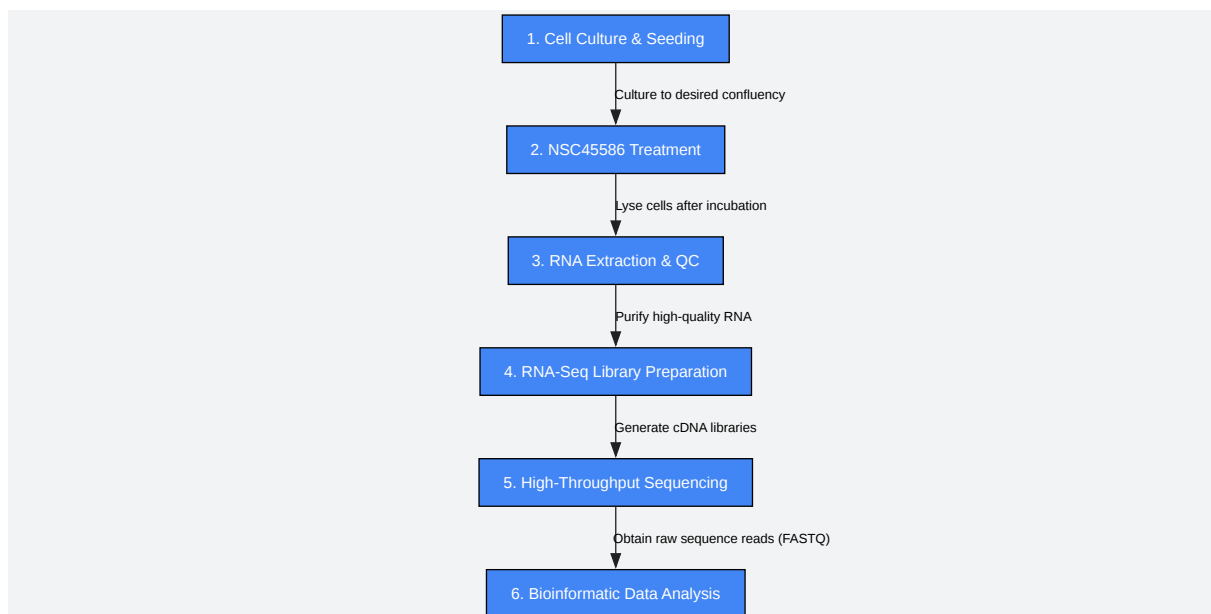 1. Cell Culture & Seeding
Culture to desired confluency
2. NSC45586 Treatment
Lyse cells after incubation
3. RNA Extraction & QC
Purify high-quality RNA
4. RNA-Seq Library Preparation
Generate cDNA libraries
5. High-Throughput Sequencing
Obtain raw sequence reads (FASTQ)
6. Bioinformatic Data Analysis